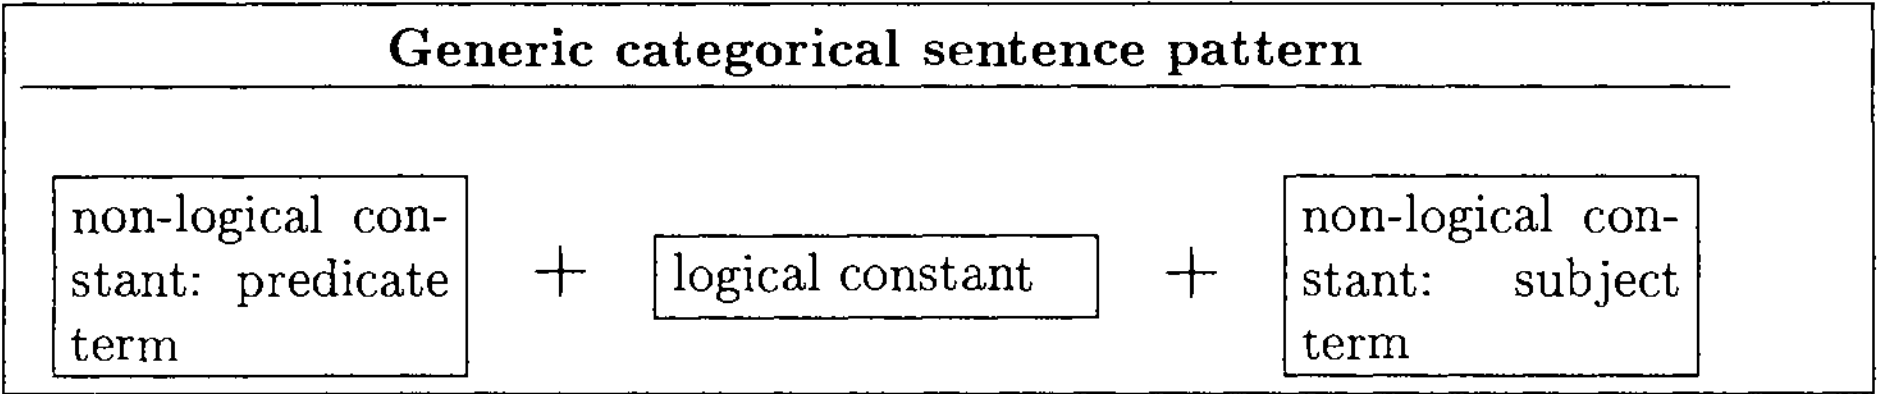 Generic categorical sentence pattern
non-logical con-
stant: predicate
term
+
logical constant
+
non-logical con-
stant: subject
term